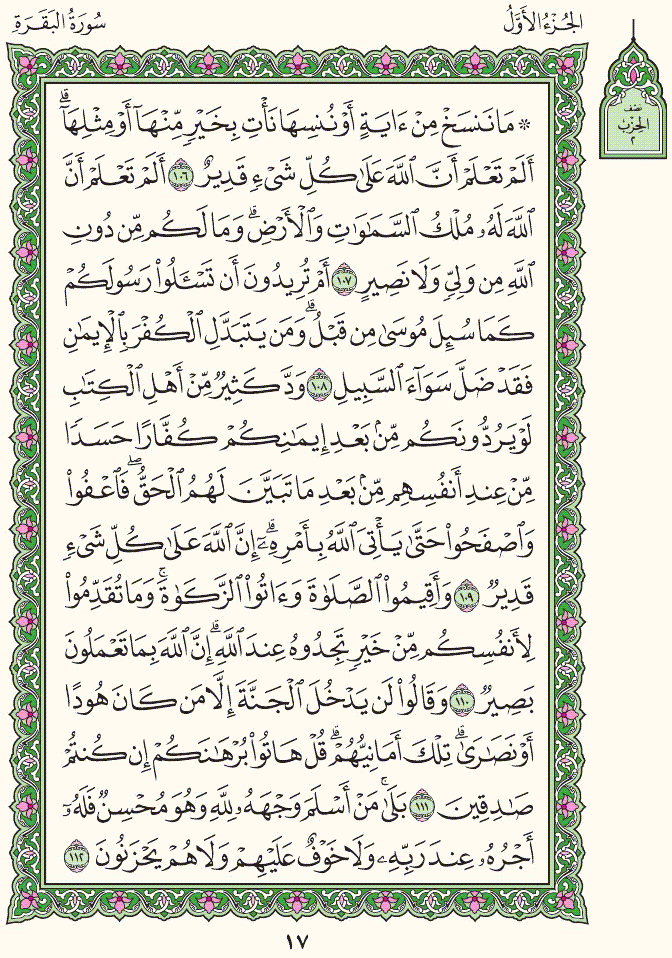 الجُزْءُ الأَوَّلُ
سُورَةُ البَقَرَةِ
نصف
الحزب
٢
۞ مَا نَنسَخْ مِنْ ءَايَةٍ أَوْ نُنسِهَا نَأْتِ بِخَيْرٍ مِّنْهَآ أَوْ مِثْلِهَآۗ
أَلَمْ تَعْلَمْ أَنَّ ٱللَّهَ عَلَىٰ كُلِّ شَىْءٍ قَدِيرٌ ١٠٦ أَلَمْ تَعْلَمْ أَنَّ
ٱللَّهَ لَهُۥ مُلْكُ ٱلسَّمَـٰوَٰتِ وَٱلْأَرْضِۗ وَمَا لَكُم مِّن دُونِ
ٱللَّهِ مِن وَلِىٍّ وَلَا نَصِيرٍ ١٠٧ أَمْ تُرِيدُونَ أَن تَسْـَٔلُوا۟ رَسُولَكُمْ
كَمَا سُئِلَ مُوسَىٰ مِن قَبْلُۗ وَمَن يَتَبَدَّلِ ٱلْكُفْرَ بِٱلْإِيمَـٰنِ
فَقَدْ ضَلَّ سَوَآءَ ٱلسَّبِيلِ ١٠٨ وَدَّ كَثِيرٌ مِّنْ أَهْلِ ٱلْكِتَـٰبِ
لَوْ يَرُدُّونَكُم مِّنۢ بَعْدِ إِيمَـٰنِكُمْ كُفَّارًا حَسَدًا
مِّنْ عِندِ أَنفُسِهِم مِّنۢ بَعْدِ مَا تَبَيَّنَ لَهُمُ ٱلْحَقُّۖ فَٱعْفُوا۟
وَٱصْفَحُوا۟ حَتَّىٰ يَأْتِىَ ٱللَّهُ بِأَمْرِهِۦٓۗ إِنَّ ٱللَّهَ عَلَىٰ كُلِّ شَىْءٍ
قَدِيرٌ ١٠٩ وَأَقِيمُوا۟ ٱلصَّلَوٰةَ وَءَاتُوا۟ ٱلزَّكَوٰةَۚ وَمَا تُقَدِّمُوا۟
لِأَنفُسِكُم مِّنْ خَيْرٍ تَجِدُوهُ عِندَ ٱللَّهِۗ إِنَّ ٱللَّهَ بِمَا تَعْمَلُونَ
بَصِيرٌ ١١٠ وَقَالُوا۟ لَن يَدْخُلَ ٱلْجَنَّةَ إِلَّا مَن كَانَ هُودًا
أَوْ نَصَـٰرَىٰۗ تِلْكَ أَمَانِيُّهُمْۗ قُلْ هَاتُوا۟ بُرْهَـٰنَكُمْ إِن كُنتُمْ
صَـٰدِقِينَ ١١١ بَلَىٰۚ مَنْ أَسْلَمَ وَجْهَهُۥ لِلَّهِ وَهُوَ مُحْسِنٌ فَلَهُۥٓ
أَجْرُهُۥ عِندَ رَبِّهِۦ وَلَا خَوْفٌ عَلَيْهِمْ وَلَا هُمْ يَحْزَنُونَ ١١٢
١٧